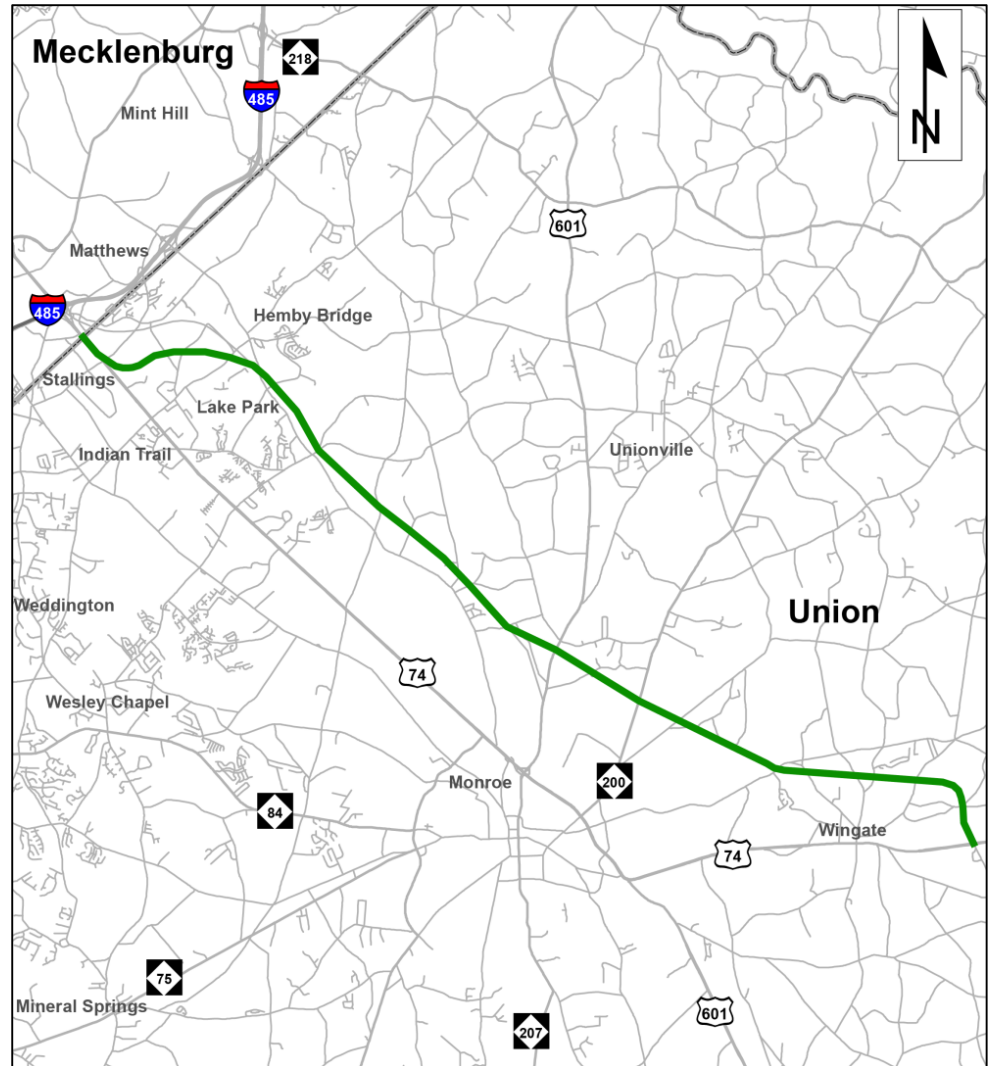 Mecklenburg
218
485
Mint Hill
N
601
Matthews
485
Hemby Bridge
Stallings
Lake Park
Indian Trail
Unionville
Weddington
Union
74
Wesley Chapel
Monroe
200
84
Wingate
74
75
Mineral Springs
601
207